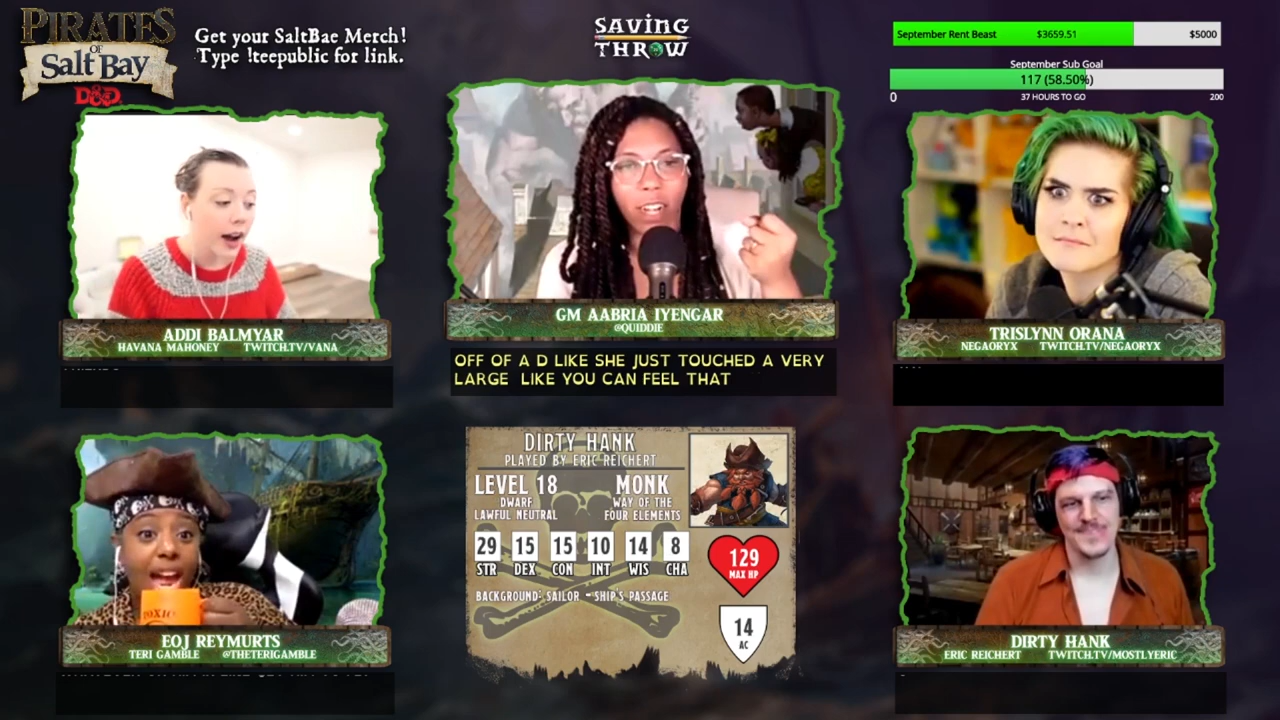 PIRATES
OF
Salt Bay
D&D
Get your SaltBae Merch!
Type !teepublic for link.
SAVING
THROW
September Rent Beast $3659.51 $5000
September Sub Goal
117 (58.50%)
0 37 HOURS TO GO 200
ADDI BALMYAR
HAVANA MAHONEY TWITCH.TV/VANA
GM AABRIA IYENGAR
@QUIDDIE
OFF OF A D LIKE SHE JUST TOUCHED A VERY
LARGE LIKE YOU CAN FEEL THAT
TRISLYNN ORANA
NEGAORYX TWITCH.TV/NEGAORYX
DIRTY HANK
PLAYED BY ERIC REICHERT
LEVEL 18 MONK
DWARF WAY OF THE
LAWFUL NEUTRAL FOUR ELEMENTS
29 15 15 10 14 8
STR DEX CON INT WIS CHA
BACKGROUND: SAILOR - SHIP'S PASSAGE
129
MAX HP
14
AC
TOXIC
EOJ REYMURTS
TERI GAMBLE @THETERIGAMBLE
DIRTY HANK
ERIC REICHERT TWITCH.TV/MOSTLYERIC